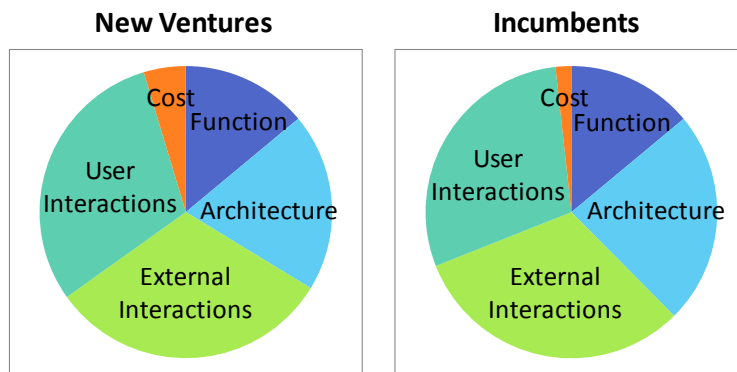 New Ventures
Cost
Function
User
Interactions
Architecture
External
Interactions
Incumbents
Cost
Function
User
Interactions
Architecture
External
Interactions